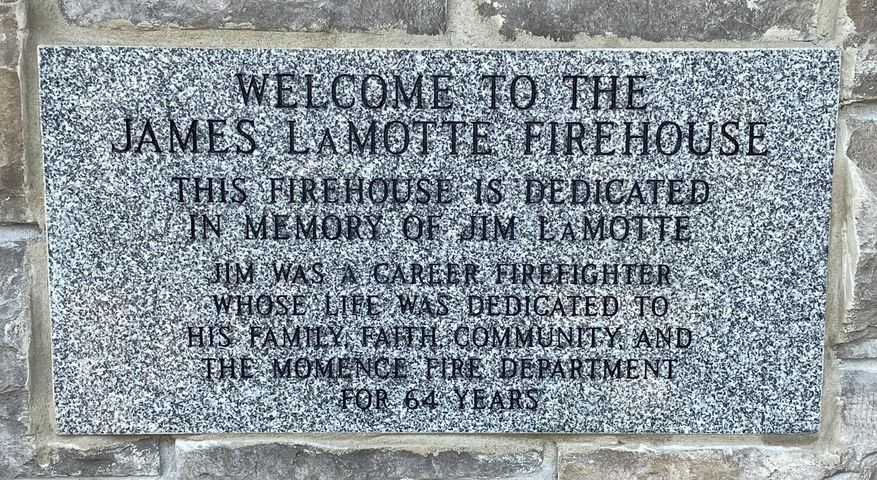 WELCOME TO THE
JAMES LAMOTTE FIREHOUSE
THIS FIREHOUSE IS DEDICATED
IN MEMORY OF JIM LAMOTTE
JIM WAS A CAREER FIREFIGHTER
WHOSE LIFE WAS DEDICATED TO
HIS FAMILY, FAITH, COMMUNITY, AND
THE MOMENCE FIRE DEPARTMENT
FOR 64 YEARS